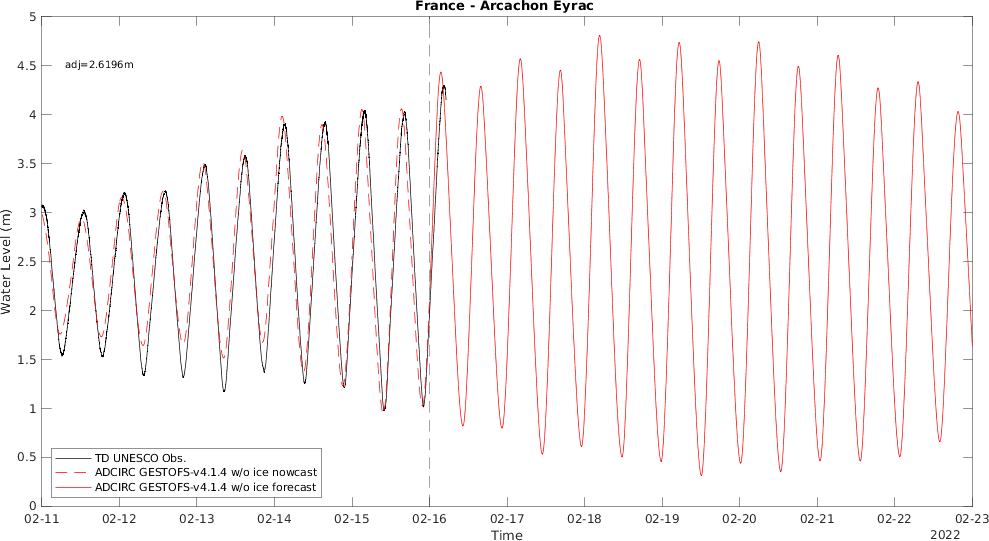 France - Arcachon Eyrac
adj=2.6196m
Water Level (m)
5
4.5
4
3.5
3
2.5
2
1.5
1
0.5
0
TD UNESCO Obs.
ADCIRC GESTOFS-v4.1.4 w/o ice nowcast
ADCIRC GESTOFS-v4.1.4 w/o ice forecast
02-11 02-12 02-13 02-14 02-15 02-16 02-17 02-18 02-19 02-20 02-21 02-22 02-23
Time
2022